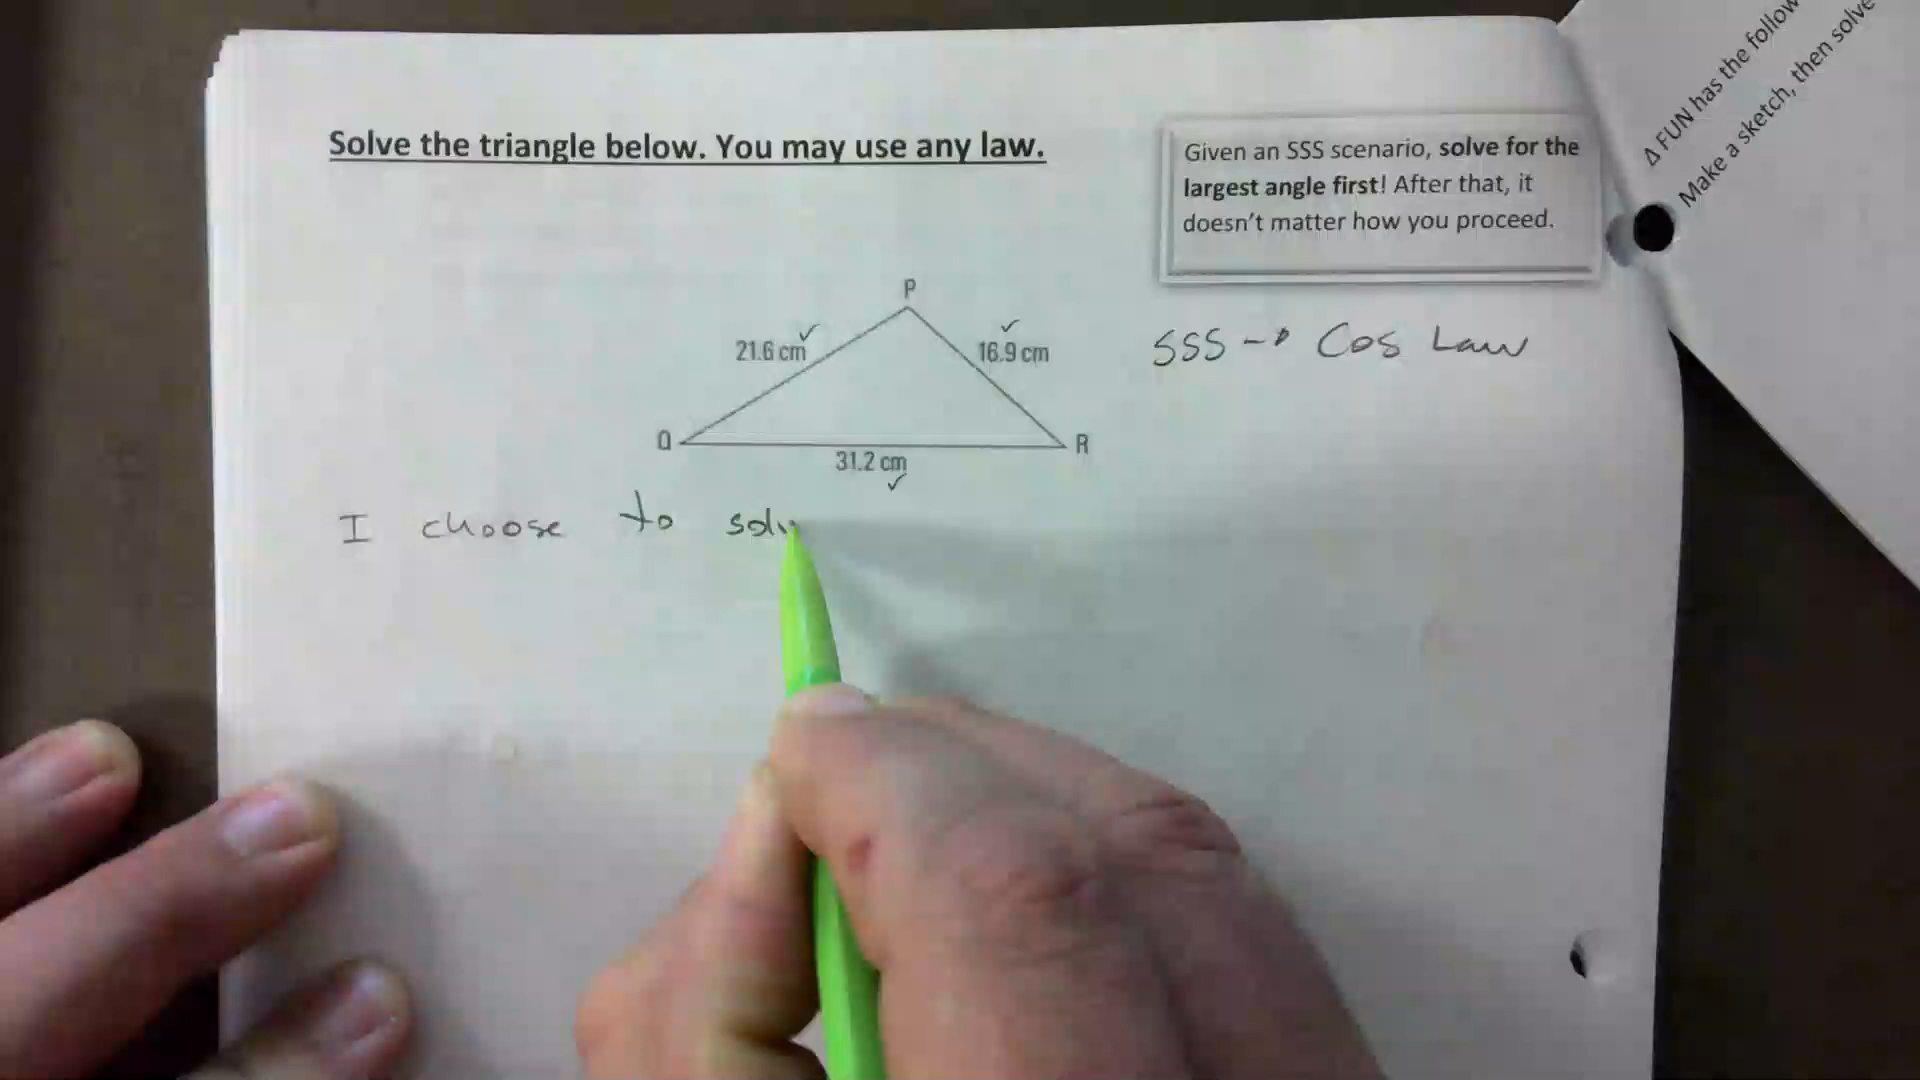 Solve the triangle below. You may use any law.
Given an SSS scenario, solve for the
largest angle first! After that, it
doesn't matter how you proceed.
Δ FUN has the follow
Make a sketch, then solve
P
21.6 cm ✓
16.9 cm ✓
SSS → Cos Law
Q
R
31.2 cm ✓
I choose to solv